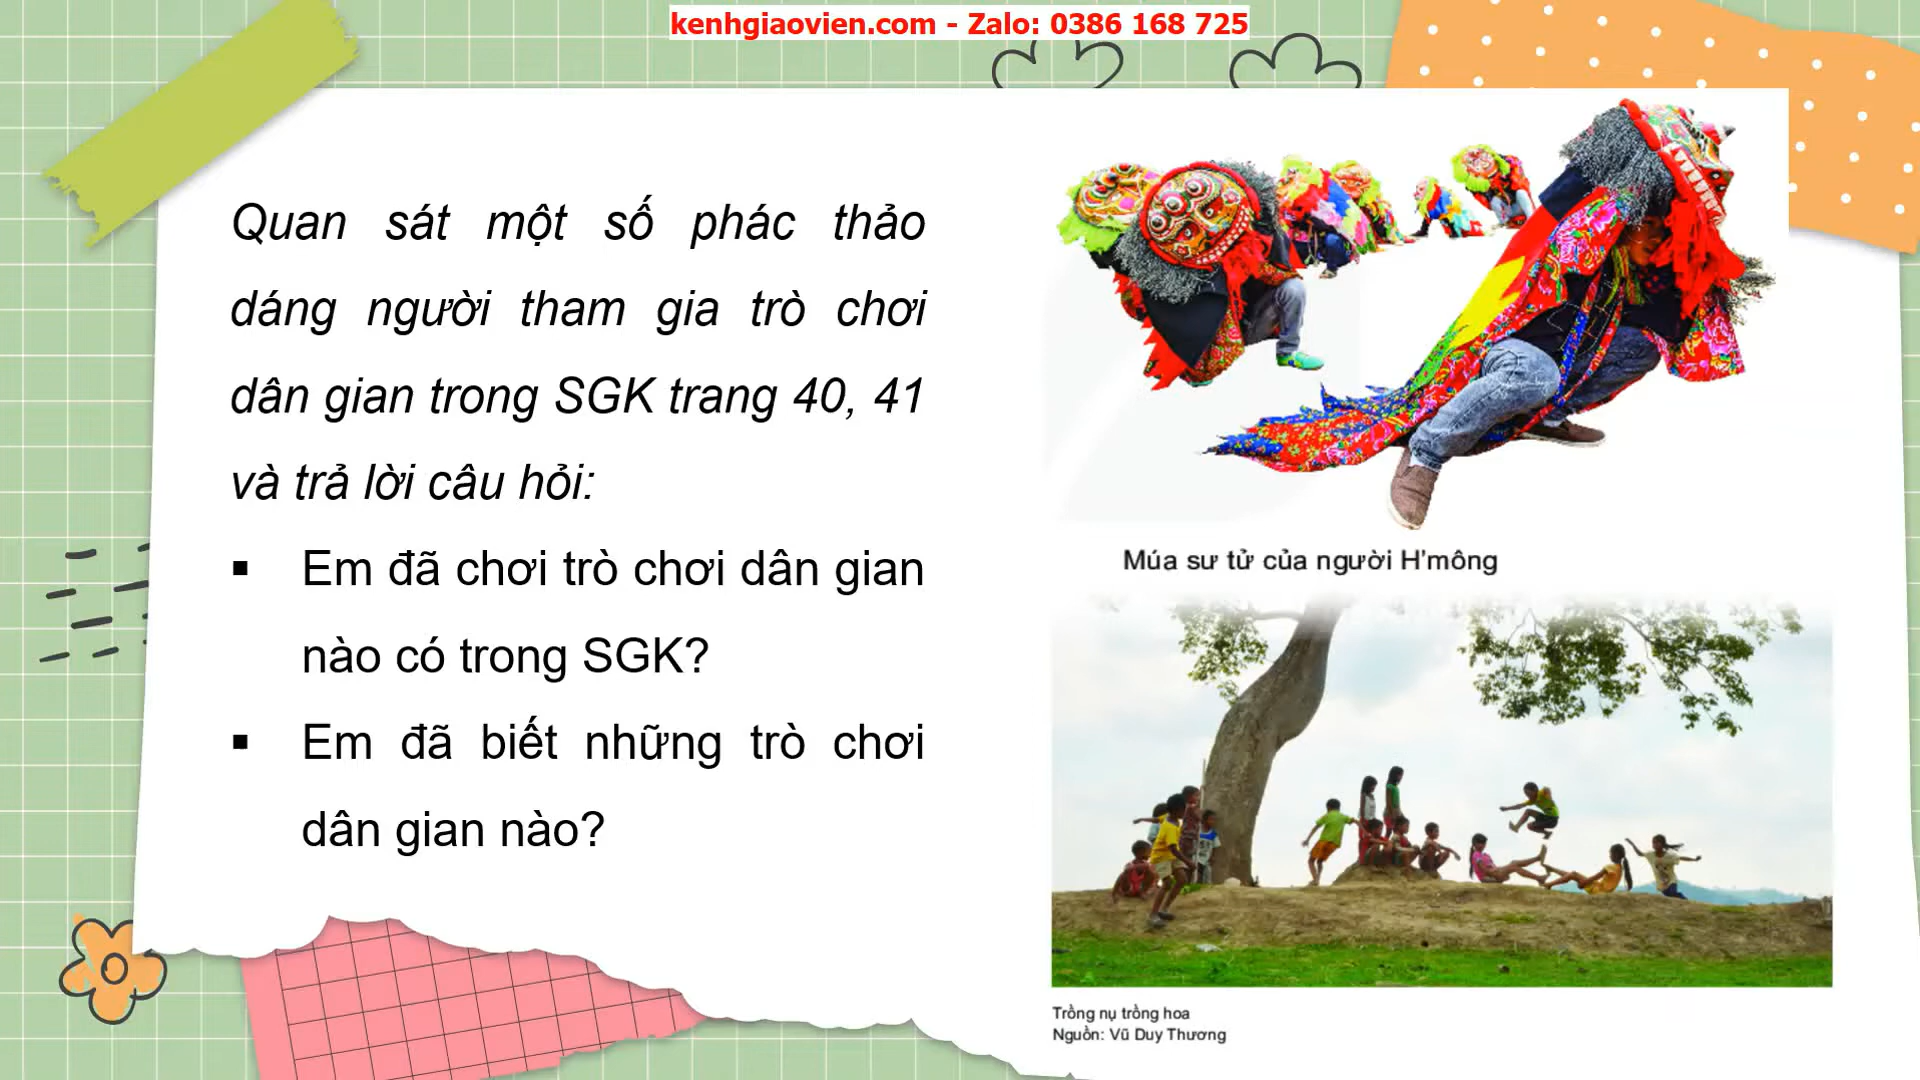 kenhgiaovien.com - Zalo: 0386 168 725
Quan sát một số phác thảo
dáng người tham gia trò chơi
dân gian trong SGK trang 40, 41
và trả lời câu hỏi:
▪ Em đã chơi trò chơi dân gian
nào có trong SGK?
▪ Em đã biết những trò chơi
dân gian nào?
Múa sư tử của người H'mông
Trồng nụ trồng hoa
Nguồn: Vũ Duy Thương